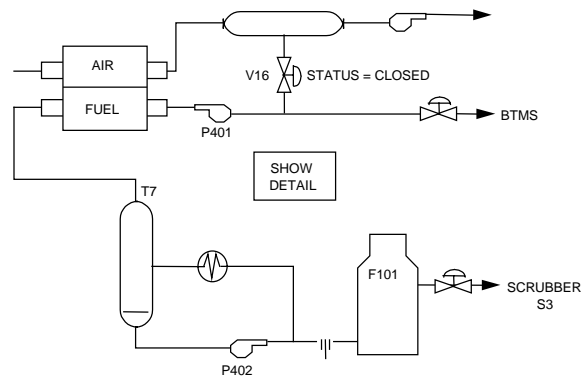 AIR
V16
STATUS = CLOSED
FUEL
P401
BTMS
SHOW
DETAIL
T7
F101
SCRUBBER
S3
P402